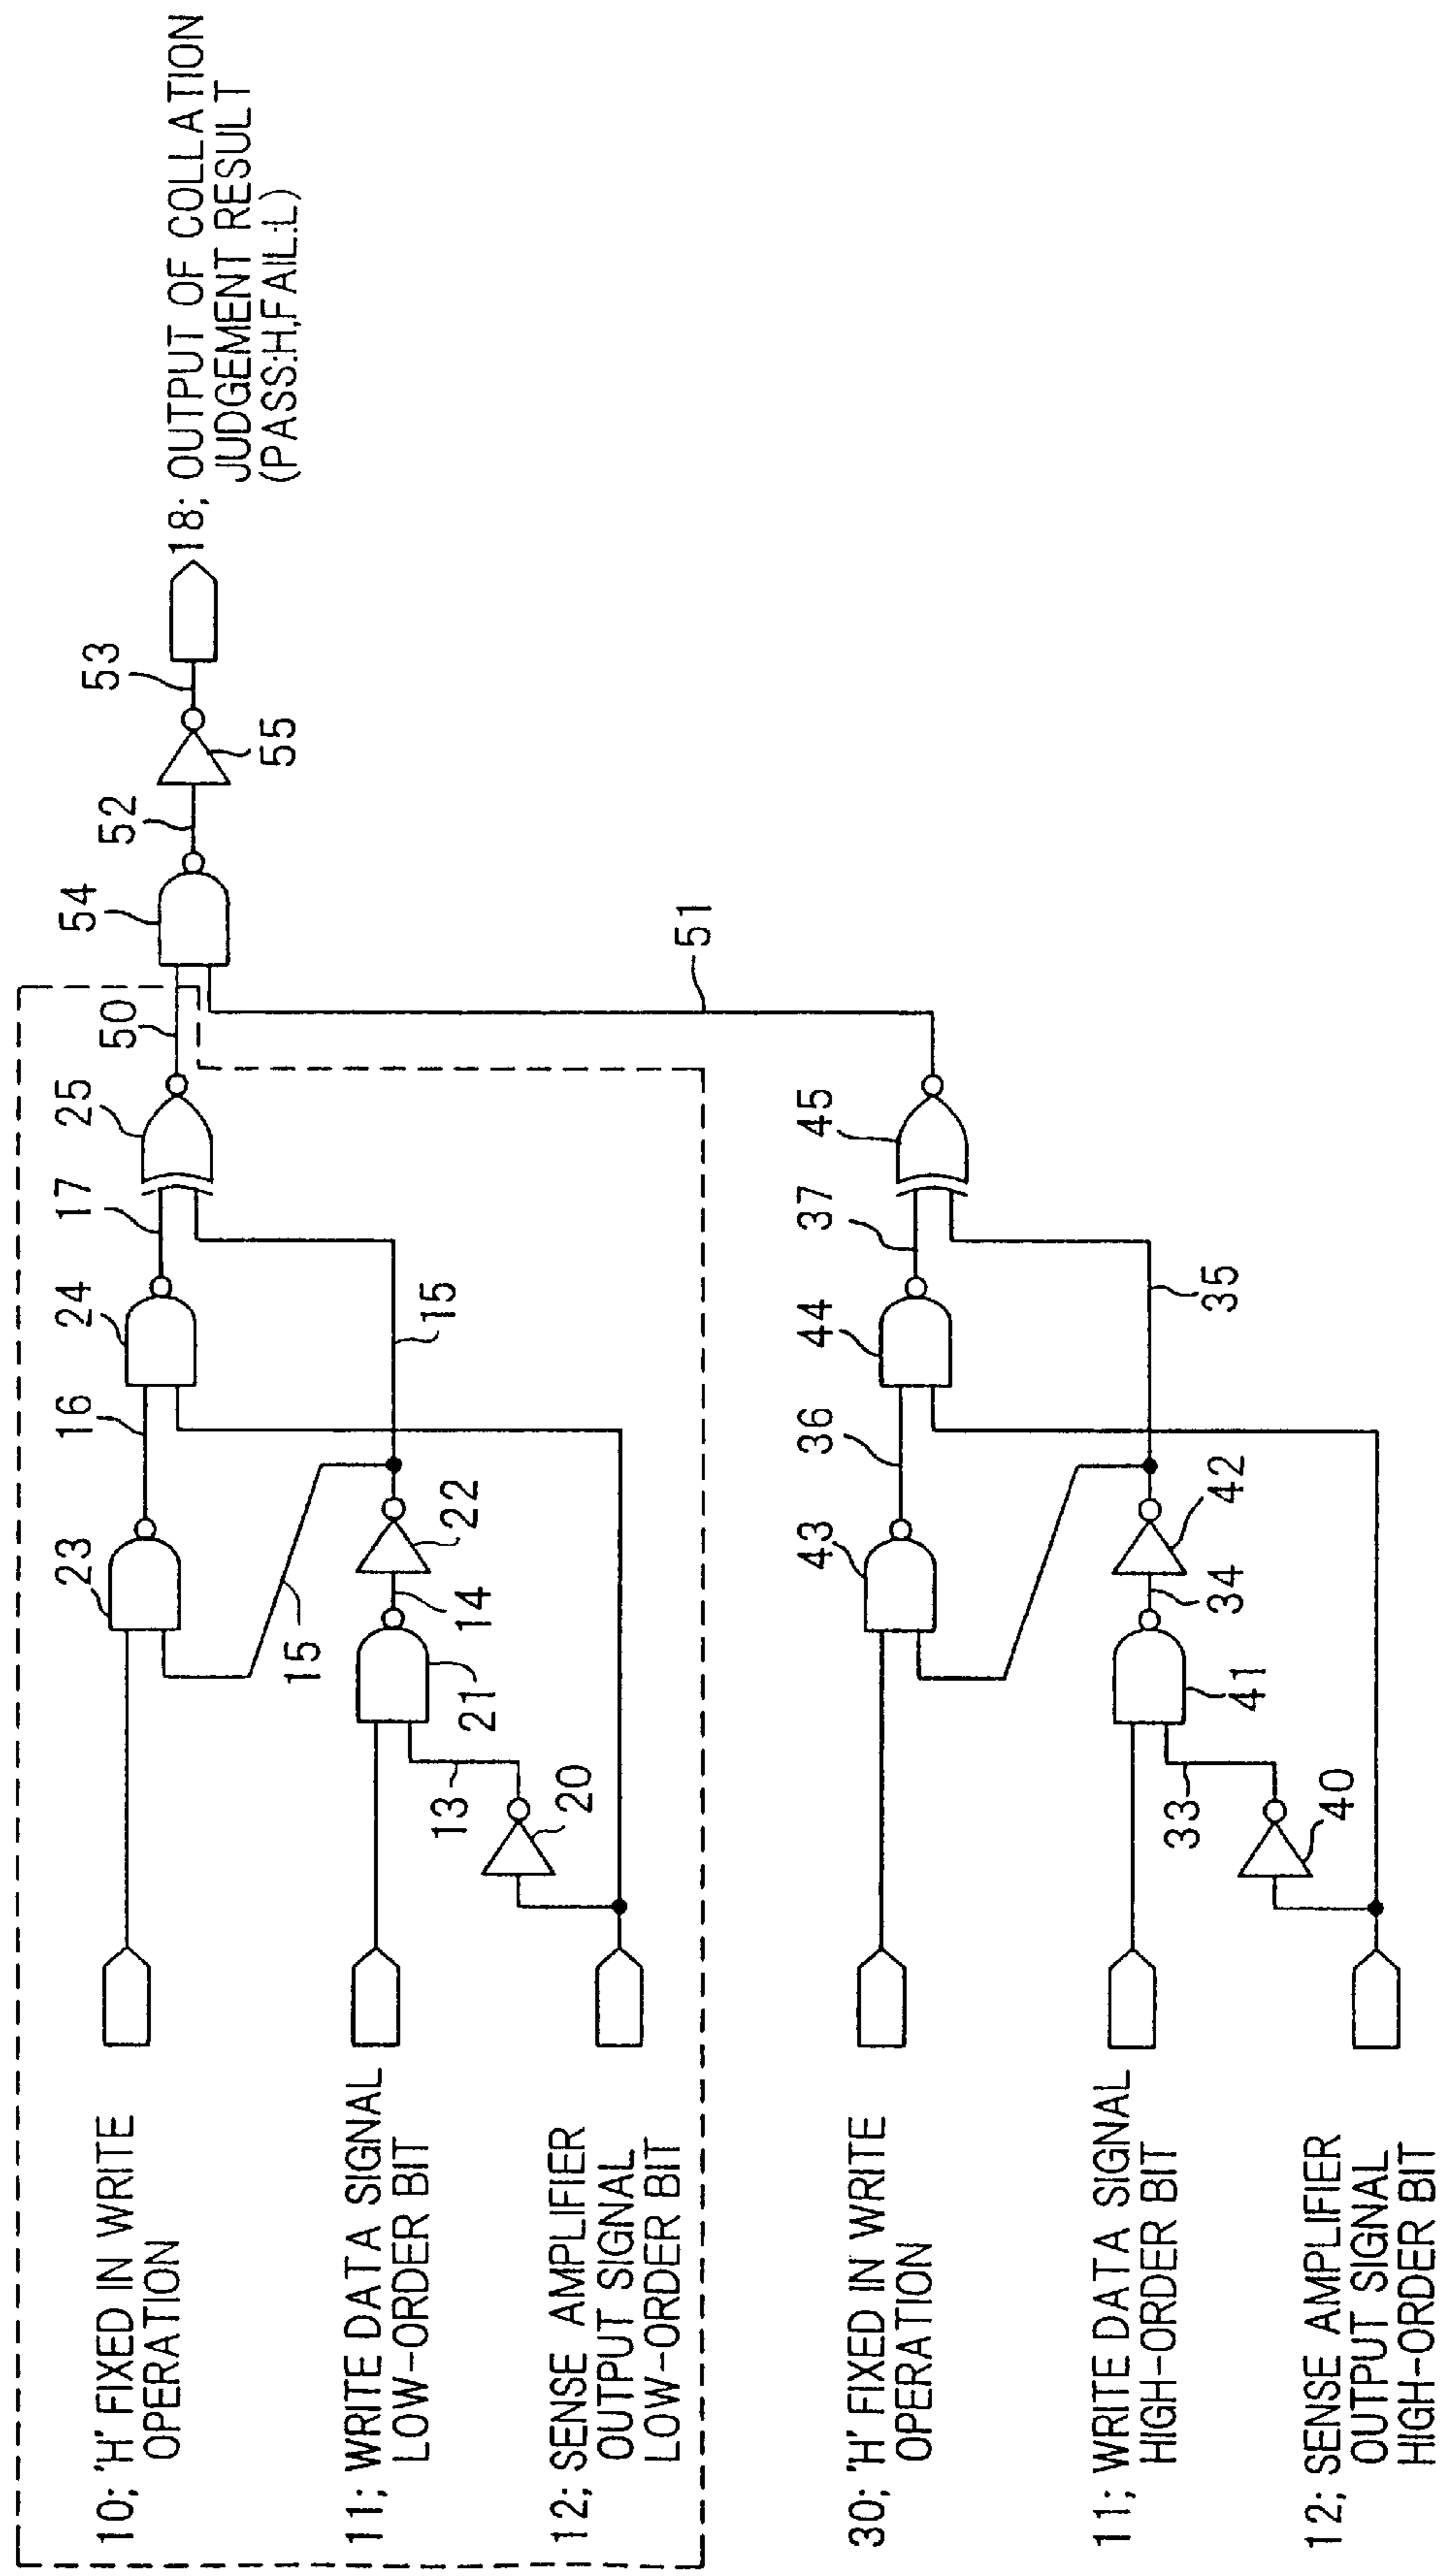 10; 'H' FIXED IN WRITE
OPERATION
11; WRITE DATA SIGNAL
LOW-ORDER BIT
12; SENSE AMPLIFIER
OUTPUT SIGNAL
LOW-ORDER BIT
23
16
24
17
25
50
15
15
21
14
22
13
20
54
52
55
53
18; OUTPUT OF COLLATION
JUDGEMENT RESULT
(PASS:H,FAIL:L)
51
30; 'H' FIXED IN WRITE
OPERATION
11; WRITE DATA SIGNAL
HIGH-ORDER BIT
12; SENSE AMPLIFIER
OUTPUT SIGNAL
HIGH-ORDER BIT
43
36
44
37
45
35
41
34
42
33
40